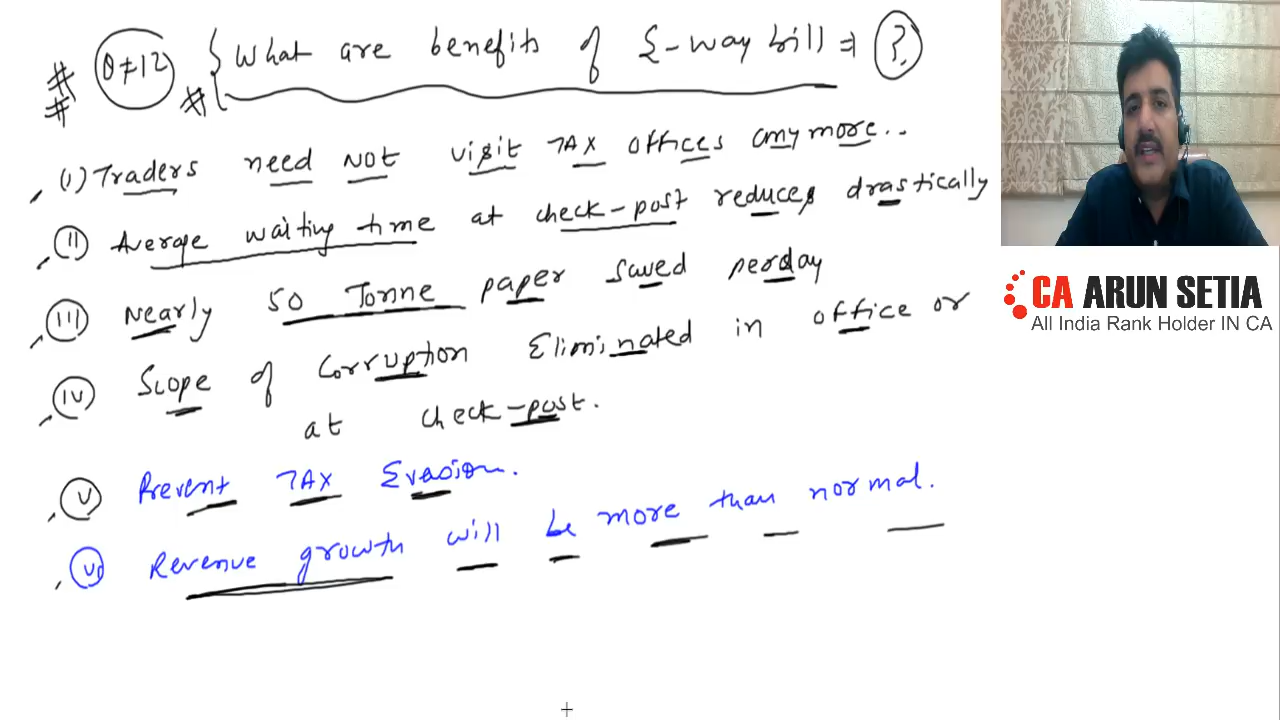 # Q#12 What are benefits of E-way bill ⇒ ?
# #
(1) Traders need NOT visit TAX offices anymore..
(II) Average waiting time at check-post reduces drastically
(III) Nearly 50 Tonne paper saved perday
(IV) Scope of Corruption Eliminated in office or
at check-post.
(V) Prevent TAX Evasion.
(VI) Revenue growth will be more than normal.
CA ARUN SETIA
All India Rank Holder IN CA